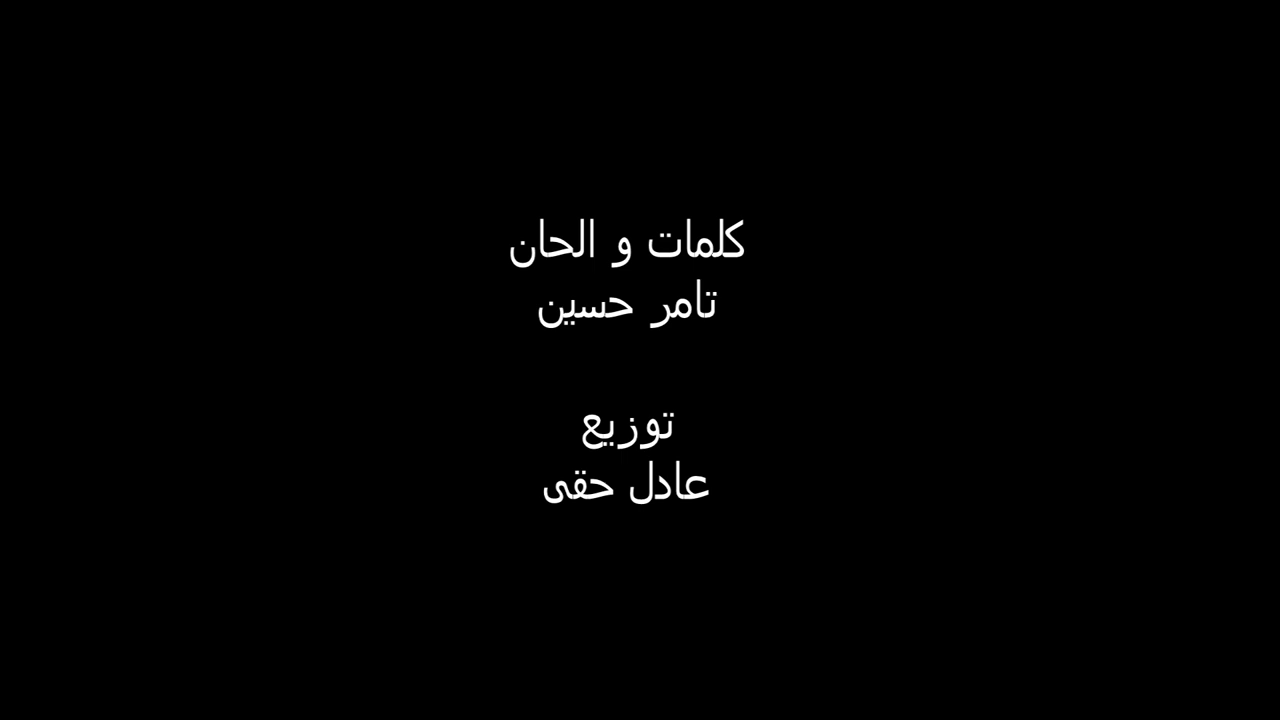 كلمات و الحان
تامر حسين
توزيع
عادل حقى